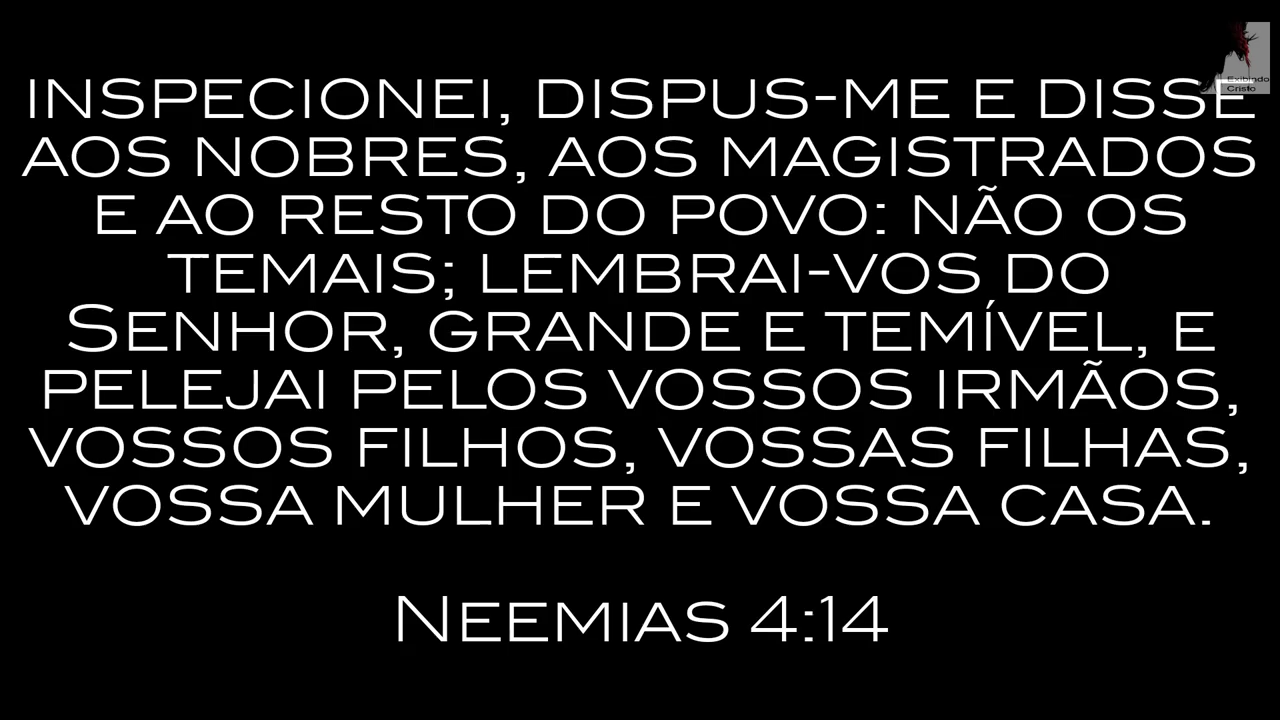 INSPECIONEI, DISPUS-ME E DISSE
AOS NOBRES, AOS MAGISTRADOS
E AO RESTO DO POVO: NÃO OS
TEMAIS; LEMBRAI-VOS DO
SENHOR, GRANDE E TEMÍVEL, E
PELEJAI PELOS VOSSOS IRMÃOS,
VOSSOS FILHOS, VOSSAS FILHAS,
VOSSA MULHER E VOSSA CASA.
NEEMIAS 4:14
Exibindo
Cristo